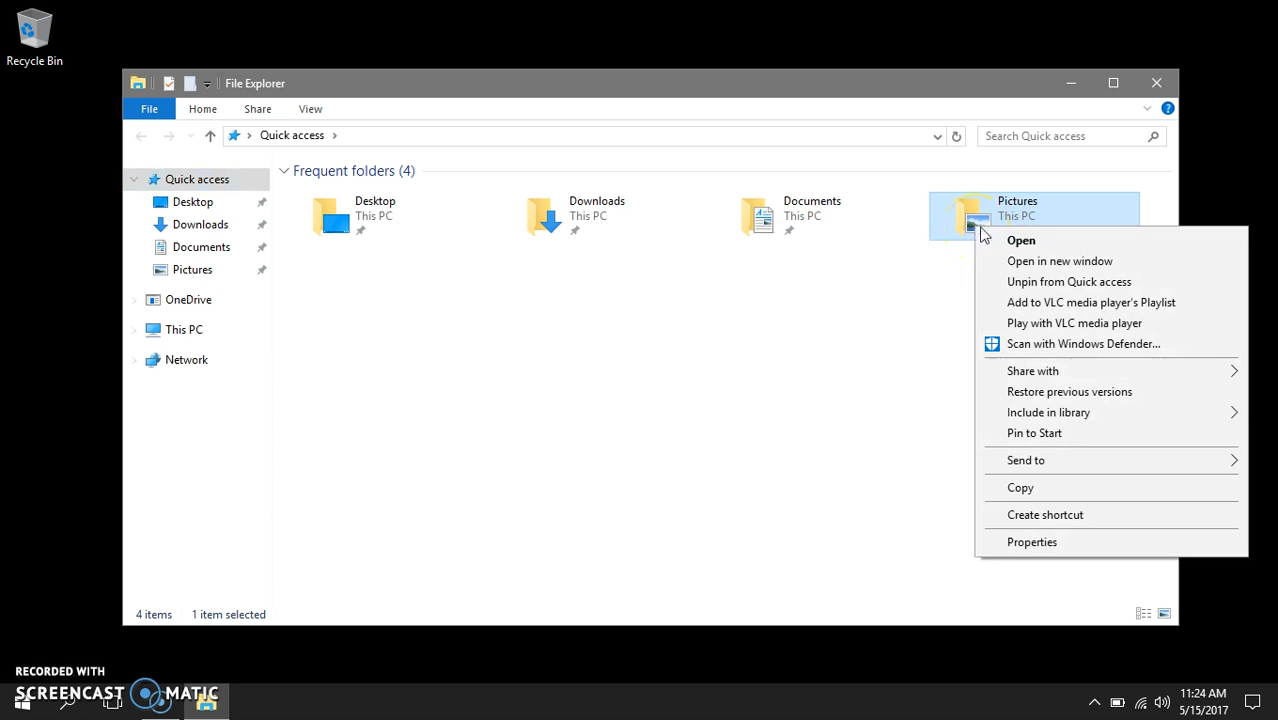 Recycle Bin
File Explorer
File
Home
Share
View
Quick access
Search Quick access
Quick access
Desktop
Downloads
Documents
Pictures
OneDrive
This PC
Network
Frequent folders (4)
Desktop
This PC
Downloads
This PC
Documents
This PC
Pictures
This PC
Open
Open in new window
Unpin from Quick access
Add to VLC media player's Playlist
Play with VLC media player
Scan with Windows Defender...
Share with
Restore previous versions
Include in library
Pin to Start
Send to
Copy
Create shortcut
Properties
4 items
1 item selected
RECORDED WITH
SCREENCAST MATIC
11:24 AM
5/15/2017